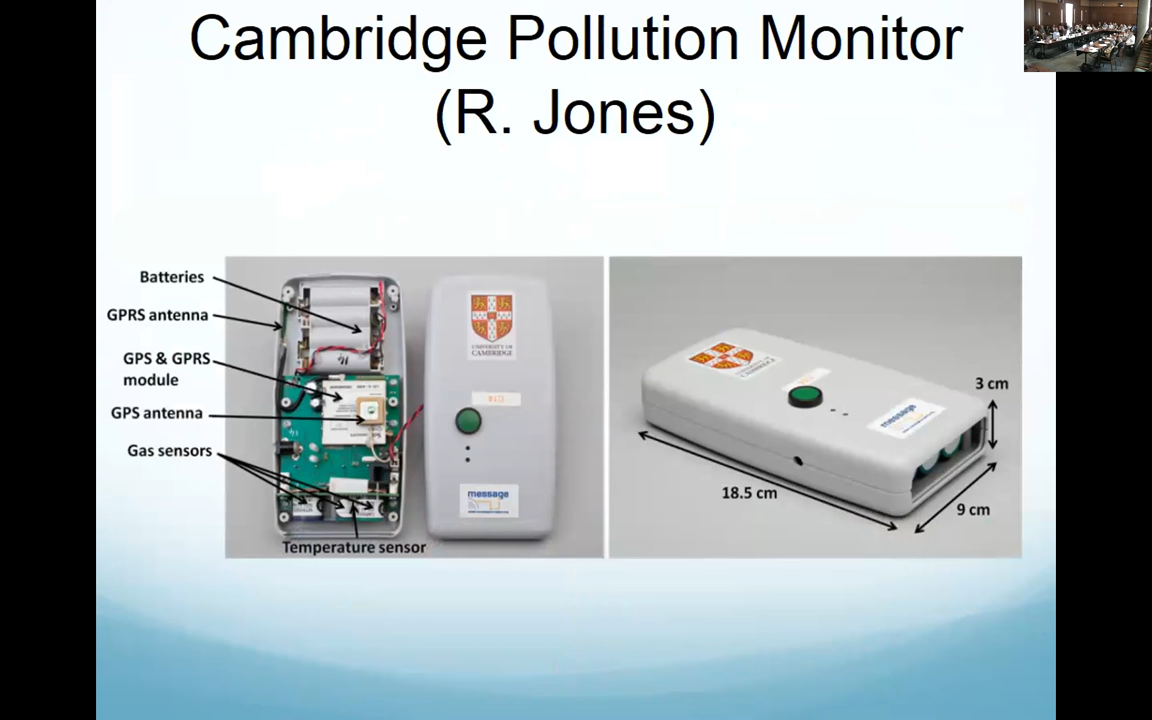 Cambridge Pollution Monitor
(R. Jones)
Batteries
GPRS antenna
GPS & GPRS
module
GPS antenna
Gas sensors
Temperature sensor
UNIVERSITY OF
CAMBRIDGE
message
message
3 cm
18.5 cm
9 cm